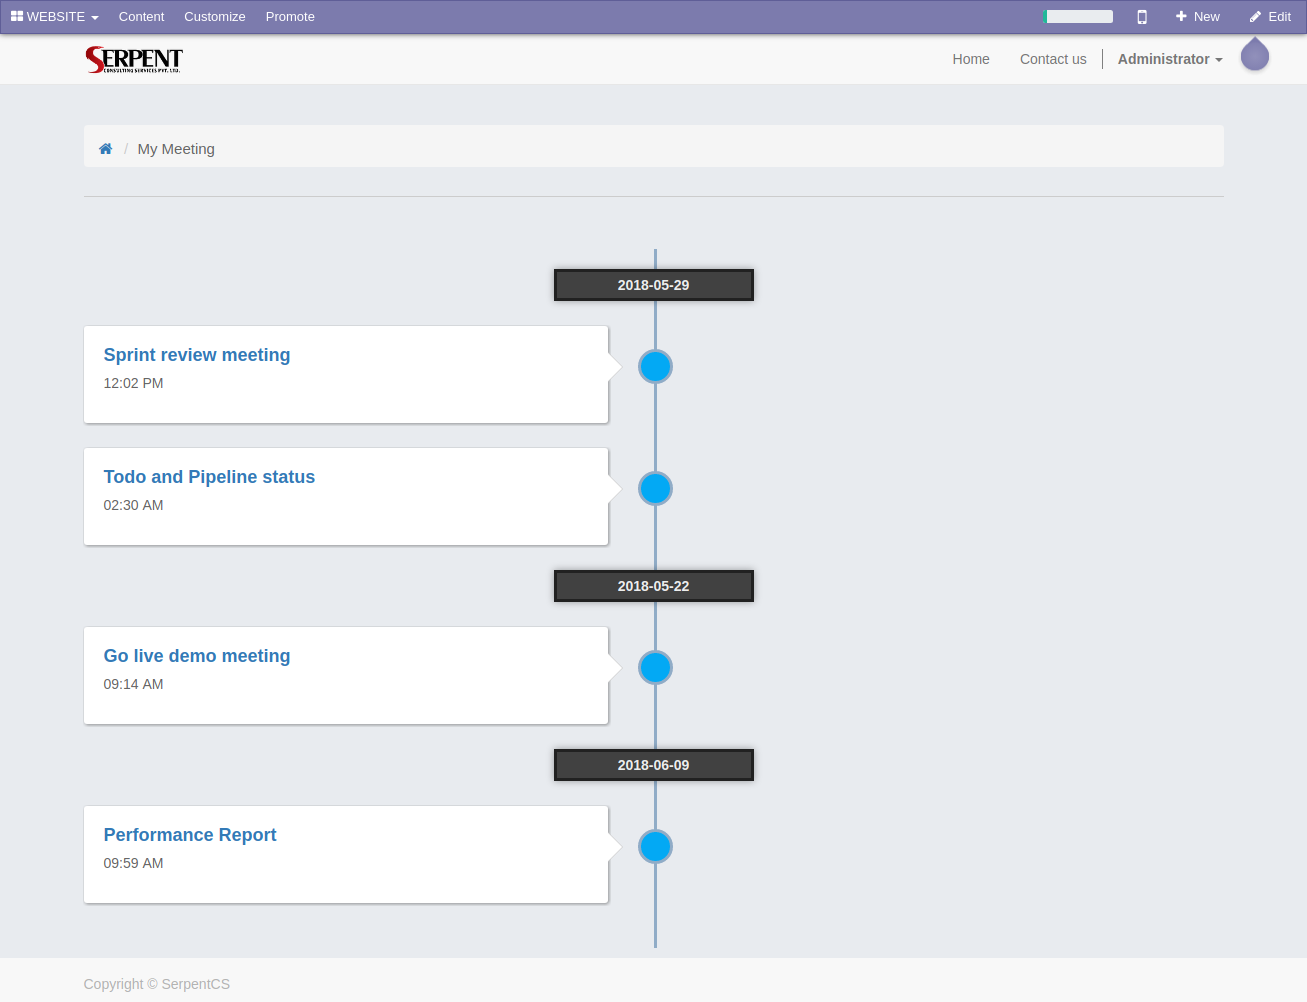 WEBSITE Content Customize Promote New Edit
SERPENT
CONSULTING SERVICES PVT. LTD.
Home Contact us Administrator
/ My Meeting
2018-05-29
Sprint review meeting
12:02 PM
Todo and Pipeline status
02:30 AM
2018-05-22
Go live demo meeting
09:14 AM
2018-06-09
Performance Report
09:59 AM
Copyright © SerpentCS